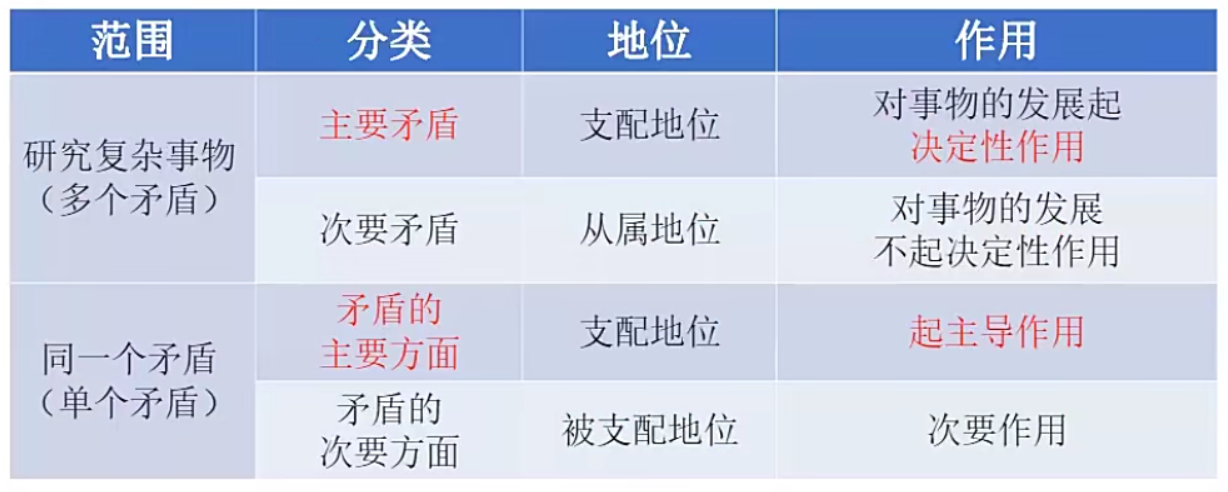 范围 分类 地位 作用
研究复杂事物
（多个矛盾）
主要矛盾
支配地位
对事物的发展起
决定性作用
次要矛盾
从属地位
对事物的发展
不起决定性作用
同一个矛盾
（单个矛盾）
矛盾的
主要方面
支配地位
起主导作用
矛盾的
次要方面
被支配地位
次要作用